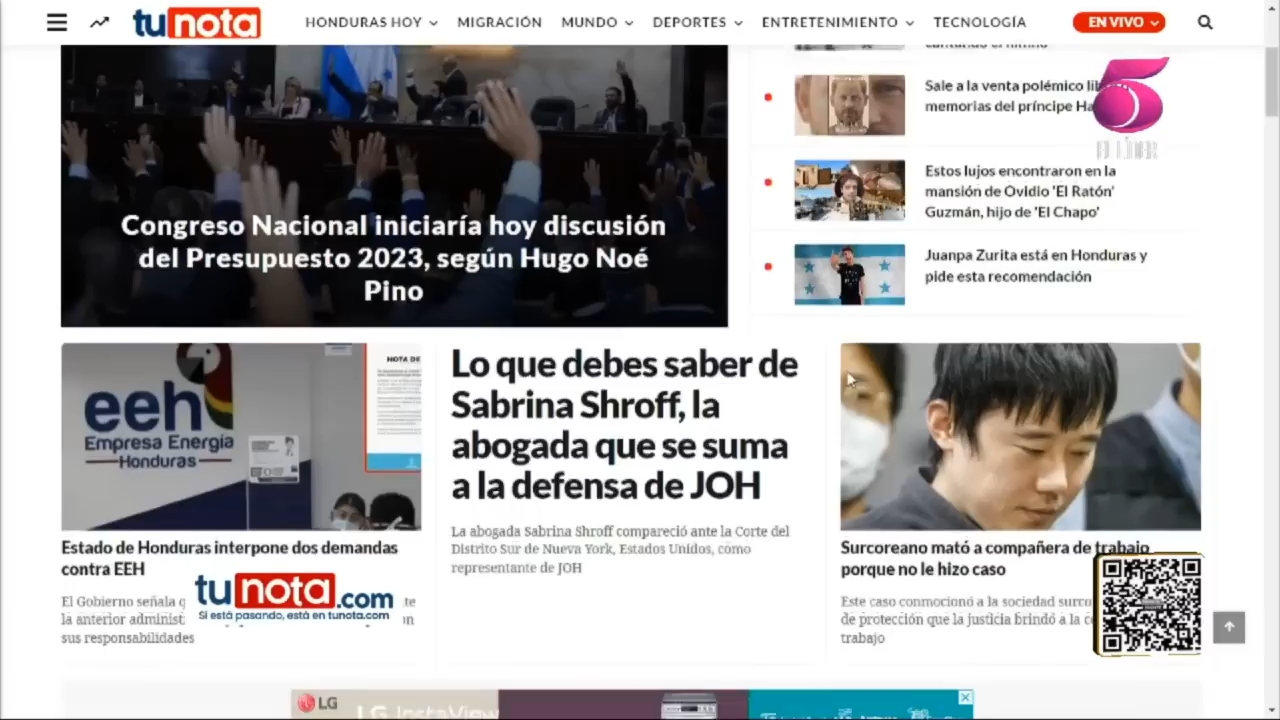 tunota
HONDURAS HOY
MIGRACIÓN
MUNDO
DEPORTES
ENTRETENIMIENTO
TECNOLOGÍA
EN VIVO
Congreso Nacional iniciaría hoy discusión
del Presupuesto 2023, según Hugo Noé
Pino
Sale a la venta polémico
memorias del príncipe
5
EL LÍDER
Estos lujos encontraron en la
mansión de Ovidio 'El Ratón'
Guzmán, hijo de 'El Chapo'
Juanpa Zurita está en Honduras y
pide esta recomendación
eeh
Empresa Energía
Honduras
NOTA DE
Estado de Honduras interpone dos demandas
contra EEH
El Gobierno señala q
la anterior administ
sus responsabilidades
tunota.com
Si está pasando, está en tunota.com
Lo que debes saber de
Sabrina Shroff, la
abogada que se suma
a la defensa de JOH
La abogada Sabrina Shroff compareció ante la Corte del
Distrito Sur de Nueva York, Estados Unidos, como
representante de JOH
Surcoreano mató a compañera de trabajo
porque no le hizo caso
Este caso conmocionó a la sociedad surco
de protección que la justicia brindó a la
trabajo
LG
LG InstaView